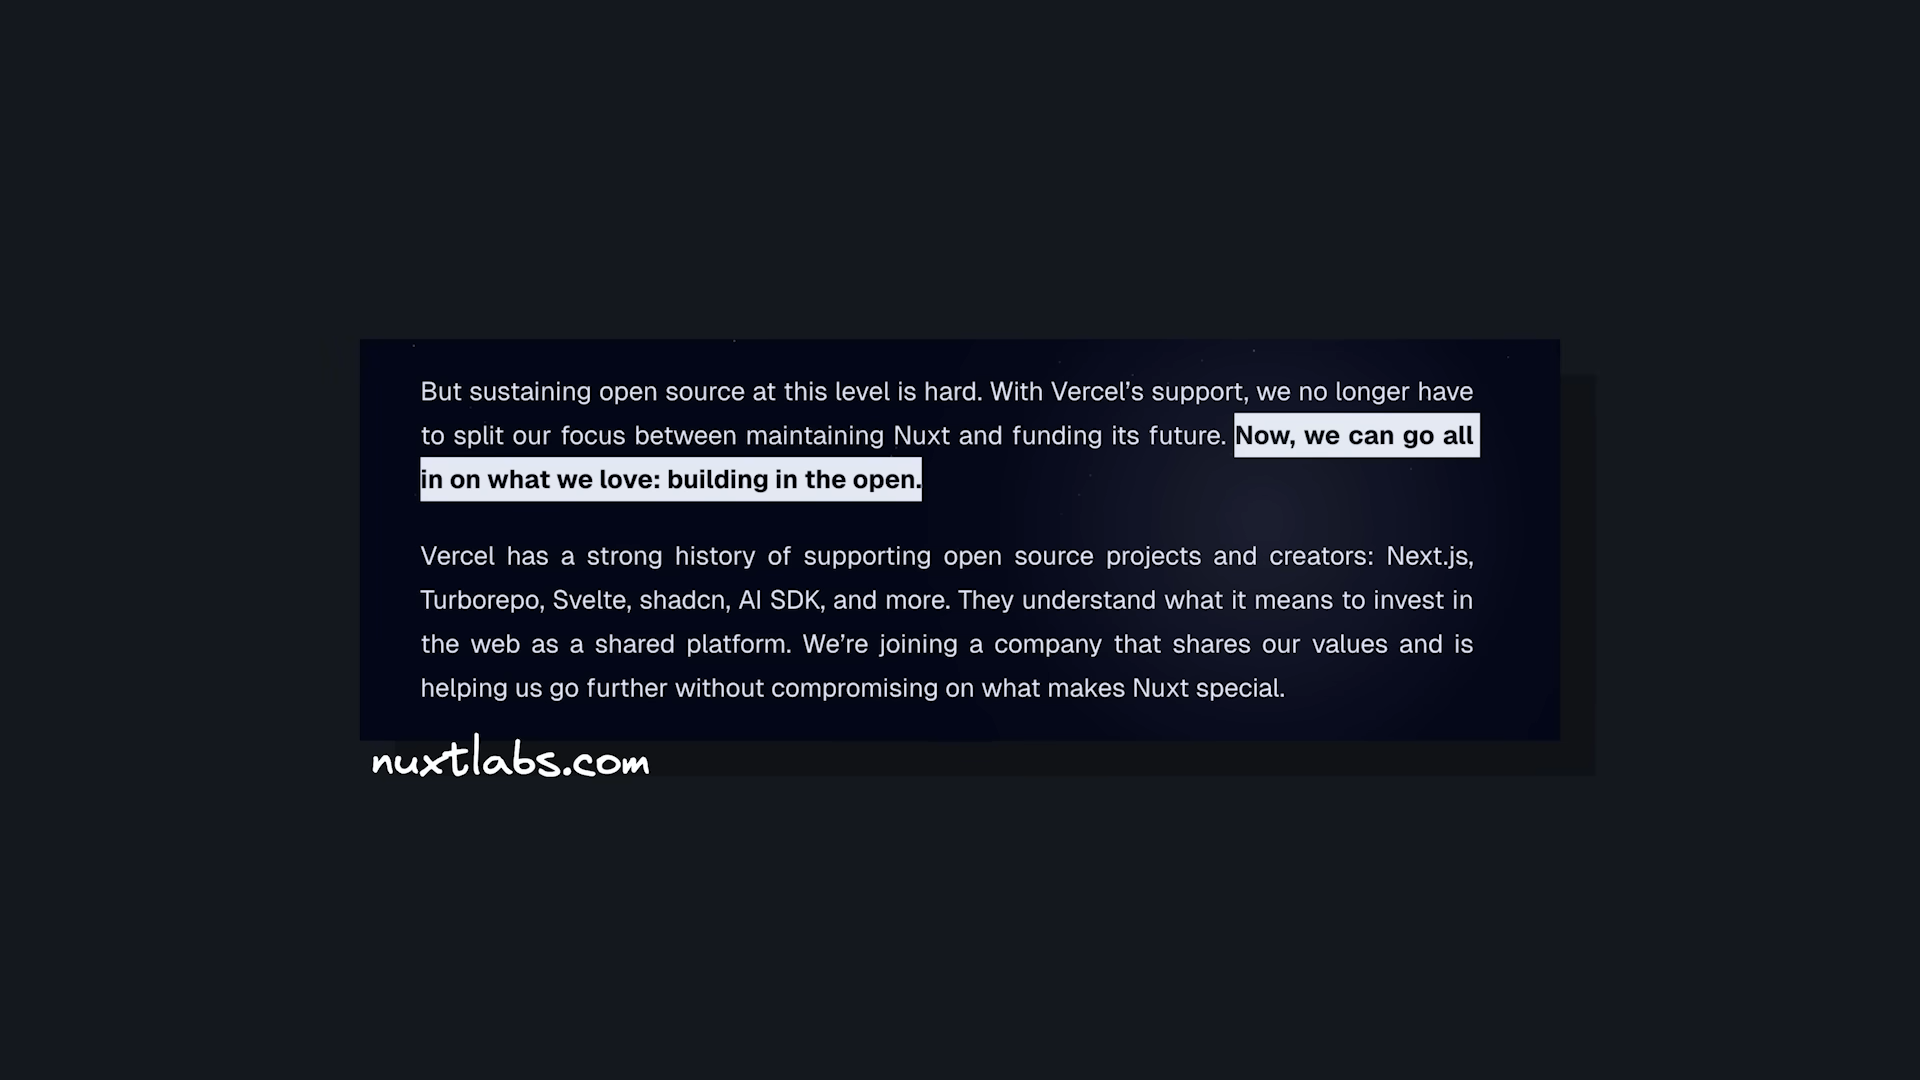 But sustaining open source at this level is hard. With Vercel’s support, we no longer have
to split our focus between maintaining Nuxt and funding its future. Now, we can go all
in on what we love: building in the open.
Vercel has a strong history of supporting open source projects and creators: Next.js,
Turborepo, Svelte, shadcn, AI SDK, and more. They understand what it means to invest in
the web as a shared platform. We’re joining a company that shares our values and is
helping us go further without compromising on what makes Nuxt special.
nuxtlabs.com